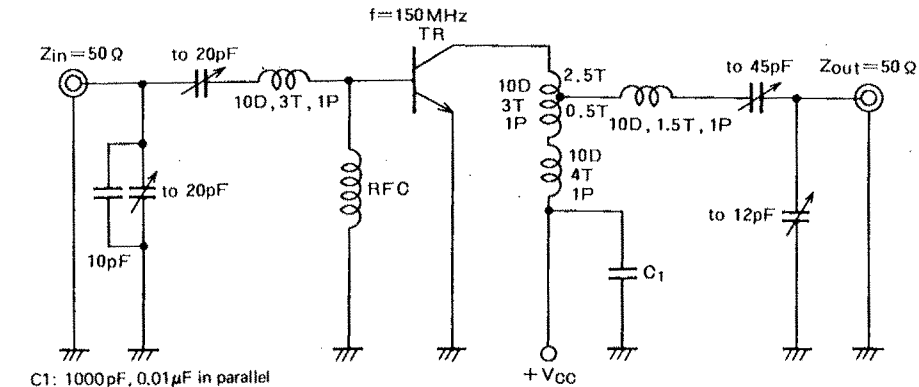 f=150MHz
TR
Zin=50Ω
to 20pF
10D, 3T, 1P
to 20pF
10pF
RFC
10D
3T
1P
2.5T
0.5T
10D
4T
1P
10D, 1.5T, 1P
to 45pF
Zout=50Ω
to 12pF
C1
+VCC
C1: 1000pF, 0.01μF in parallel